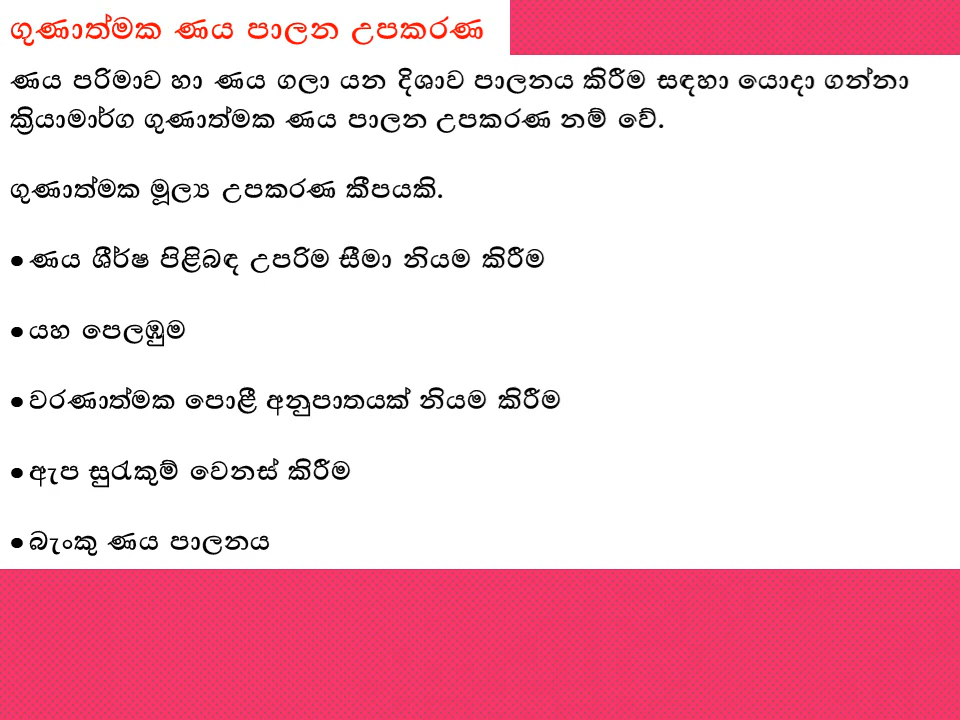 ගුණාත්මක ණය පාලන උපකරණ
ණය පරිමාව හා ණය ගලා යන දිශාව පාලනය කිරීම සඳහා යොදා ගන්නා
ක්‍රියාමාර්ග ගුණාත්මක ණය පාලන උපකරණ නම් වේ.
ගුණාත්මක මූල්‍ය උපකරණ කීපයකි.
•ණය ශීර්ෂ පිළිබඳ උපරිම සීමා නියම කිරීම
•යහ පෙලඹුම
•වරණාත්මක පොළී අනුපාතයක් නියම කිරීම
•ඇප සුරැකුම් වෙනස් කිරීම
•බැංකු ණය පාලනය